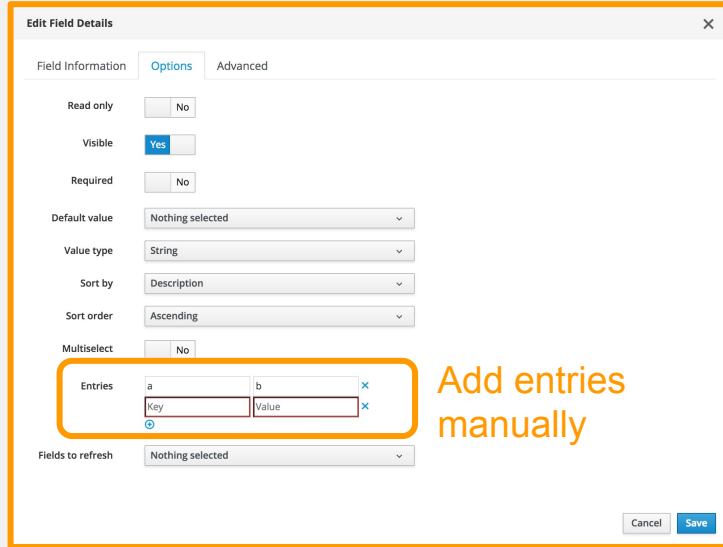 Edit Field Details
Field Information Options Advanced
Read only No
Visible Yes
Required No
Default value Nothing selected
Value type String
Sort by Description
Sort order Ascending
Multiselect No
Entries a b
Key Value
Add entries
manually
Fields to refresh Nothing selected
Cancel Save